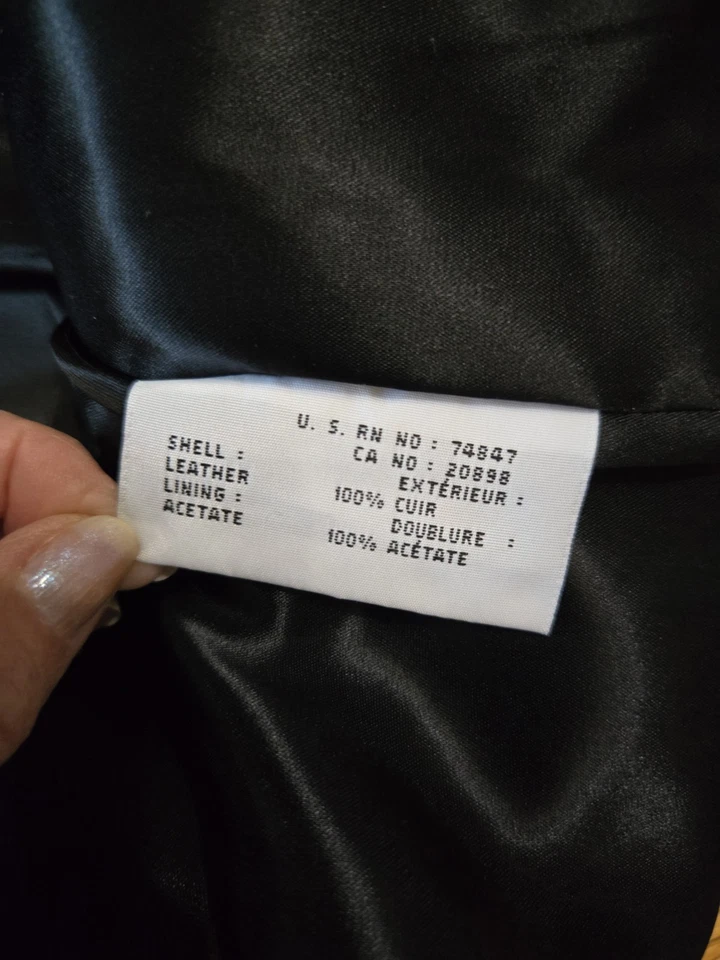 U. S. RN NO : 74847
CA NO : 20898
SHELL :
EXTÉRIEUR :
LEATHER
100% CUIR
LINING :
DOUBLURE :
ACETATE
100% ACÉTATE